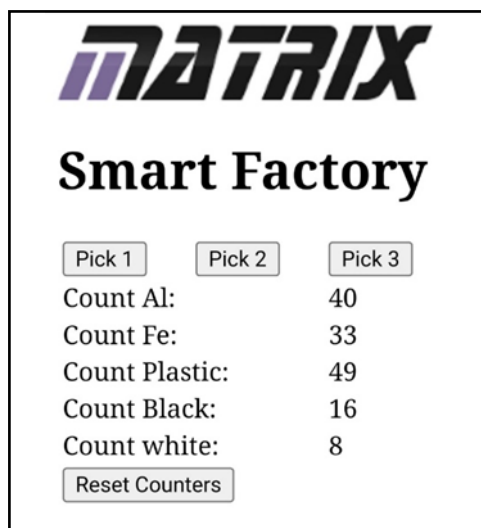 MATRIX
Smart Factory
Pick 1 Pick 2 Pick 3
Count Al: 40
Count Fe: 33
Count Plastic: 49
Count Black: 16
Count white: 8
Reset Counters